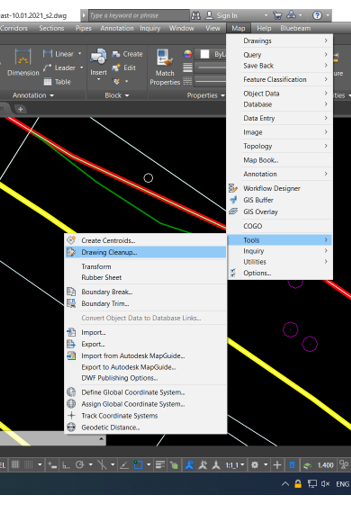 east-10.01.2021_s2.dwg
Type a keyword or phrase
Sign In
Corridors Sections Pipes Annotation Inquiry Window View Map Help Bluebeam
Linear
Create
Leader
Edit
Dimension
Table
Insert
Match
Properties
ByL
Annotation
Block
Properties
Drawings
Query
Save Back
Feature Classification
Object Data
Database
Data Entry
Image
Topology
Map Book...
Annotation
Workflow Designer
GIS Buffer
GIS Overlay
COGO
Tools
Inquiry
Utilities
Options...
Create Centroids...
Drawing Cleanup...
Transform
Rubber Sheet
Boundary Break...
Boundary Trim...
Convert Object Data to Database Links...
Import...
Export...
Import from Autodesk MapGuide...
Export to Autodesk MapGuide...
DWF Publishing Options...
Define Global Coordinate System...
Assign Global Coordinate System...
Track Coordinate Systems
Geodetic Distance...
EL
1:1.1
1.400
ENG